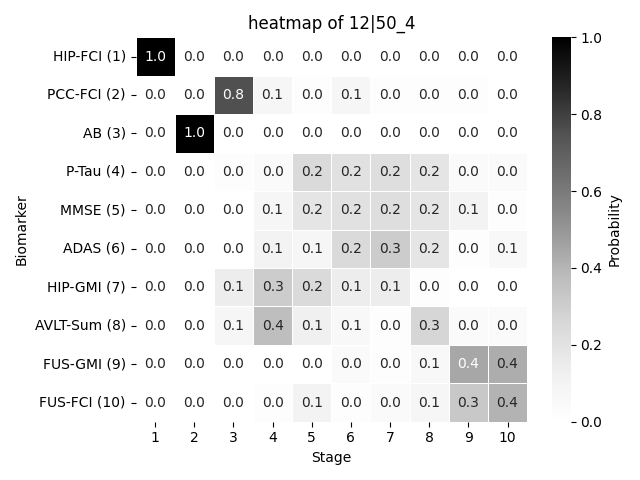 heatmap of 12|50_4
HIP-FCI (1) 1.0 0.0 0.0 0.0 0.0 0.0 0.0 0.0 0.0 0.0
PCC-FCI (2) 0.0 0.0 0.8 0.1 0.0 0.1 0.0 0.0 0.0 0.0
AB (3) 0.0 1.0 0.0 0.0 0.0 0.0 0.0 0.0 0.0 0.0
P-Tau (4) 0.0 0.0 0.0 0.0 0.2 0.2 0.2 0.2 0.0 0.0
MMSE (5) 0.0 0.0 0.0 0.1 0.2 0.2 0.2 0.2 0.1 0.0
ADAS (6) 0.0 0.0 0.0 0.1 0.1 0.2 0.3 0.2 0.0 0.1
HIP-GMI (7) 0.0 0.0 0.1 0.3 0.2 0.1 0.1 0.0 0.0 0.0
AVLT-Sum (8) 0.0 0.0 0.1 0.4 0.1 0.1 0.0 0.3 0.0 0.0
FUS-GMI (9) 0.0 0.0 0.0 0.0 0.0 0.0 0.0 0.1 0.4 0.4
FUS-FCI (10) 0.0 0.0 0.0 0.0 0.1 0.0 0.0 0.1 0.3 0.4
1 2 3 4 5 6 7 8 9 10
Stage
Biomarker
1.0
0.8
0.6
0.4
0.2
0.0
Probability